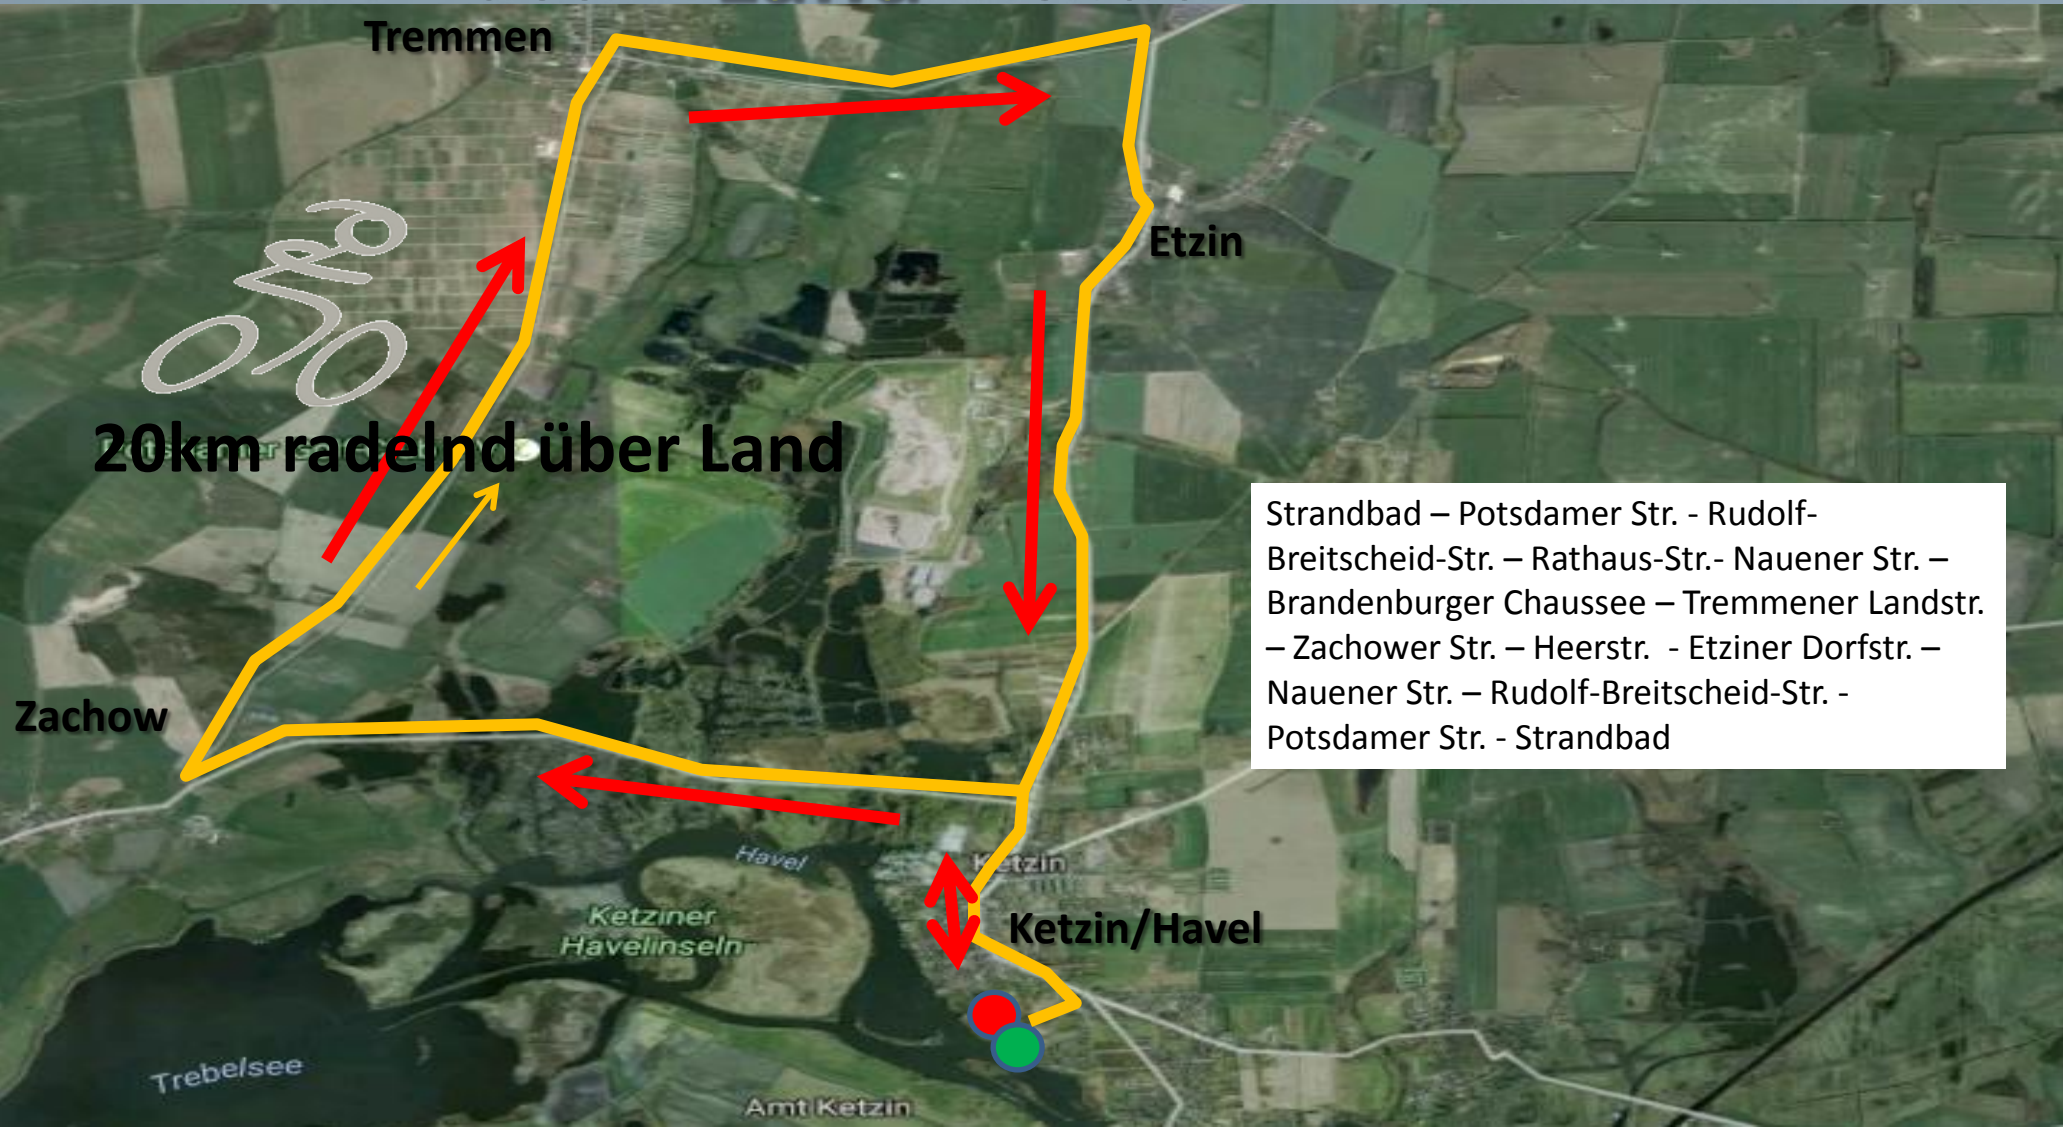 Tremmen
Etzin
20km radelnd über Land
Strandbad – Potsdamer Str. - Rudolf-
Breitscheid-Str. – Rathaus-Str.- Nauener Str. –
Brandenburger Chaussee – Tremmener Landstr.
– Zachower Str. – Heerstr.  - Etziner Dorfstr. –
Nauener Str. – Rudolf-Breitscheid-Str. -
Potsdamer Str. - Strandbad
Zachow
Havel
Ketzin
Ketziner
Havelinseln
Ketzin/Havel
Trebelsee
Amt Ketzin